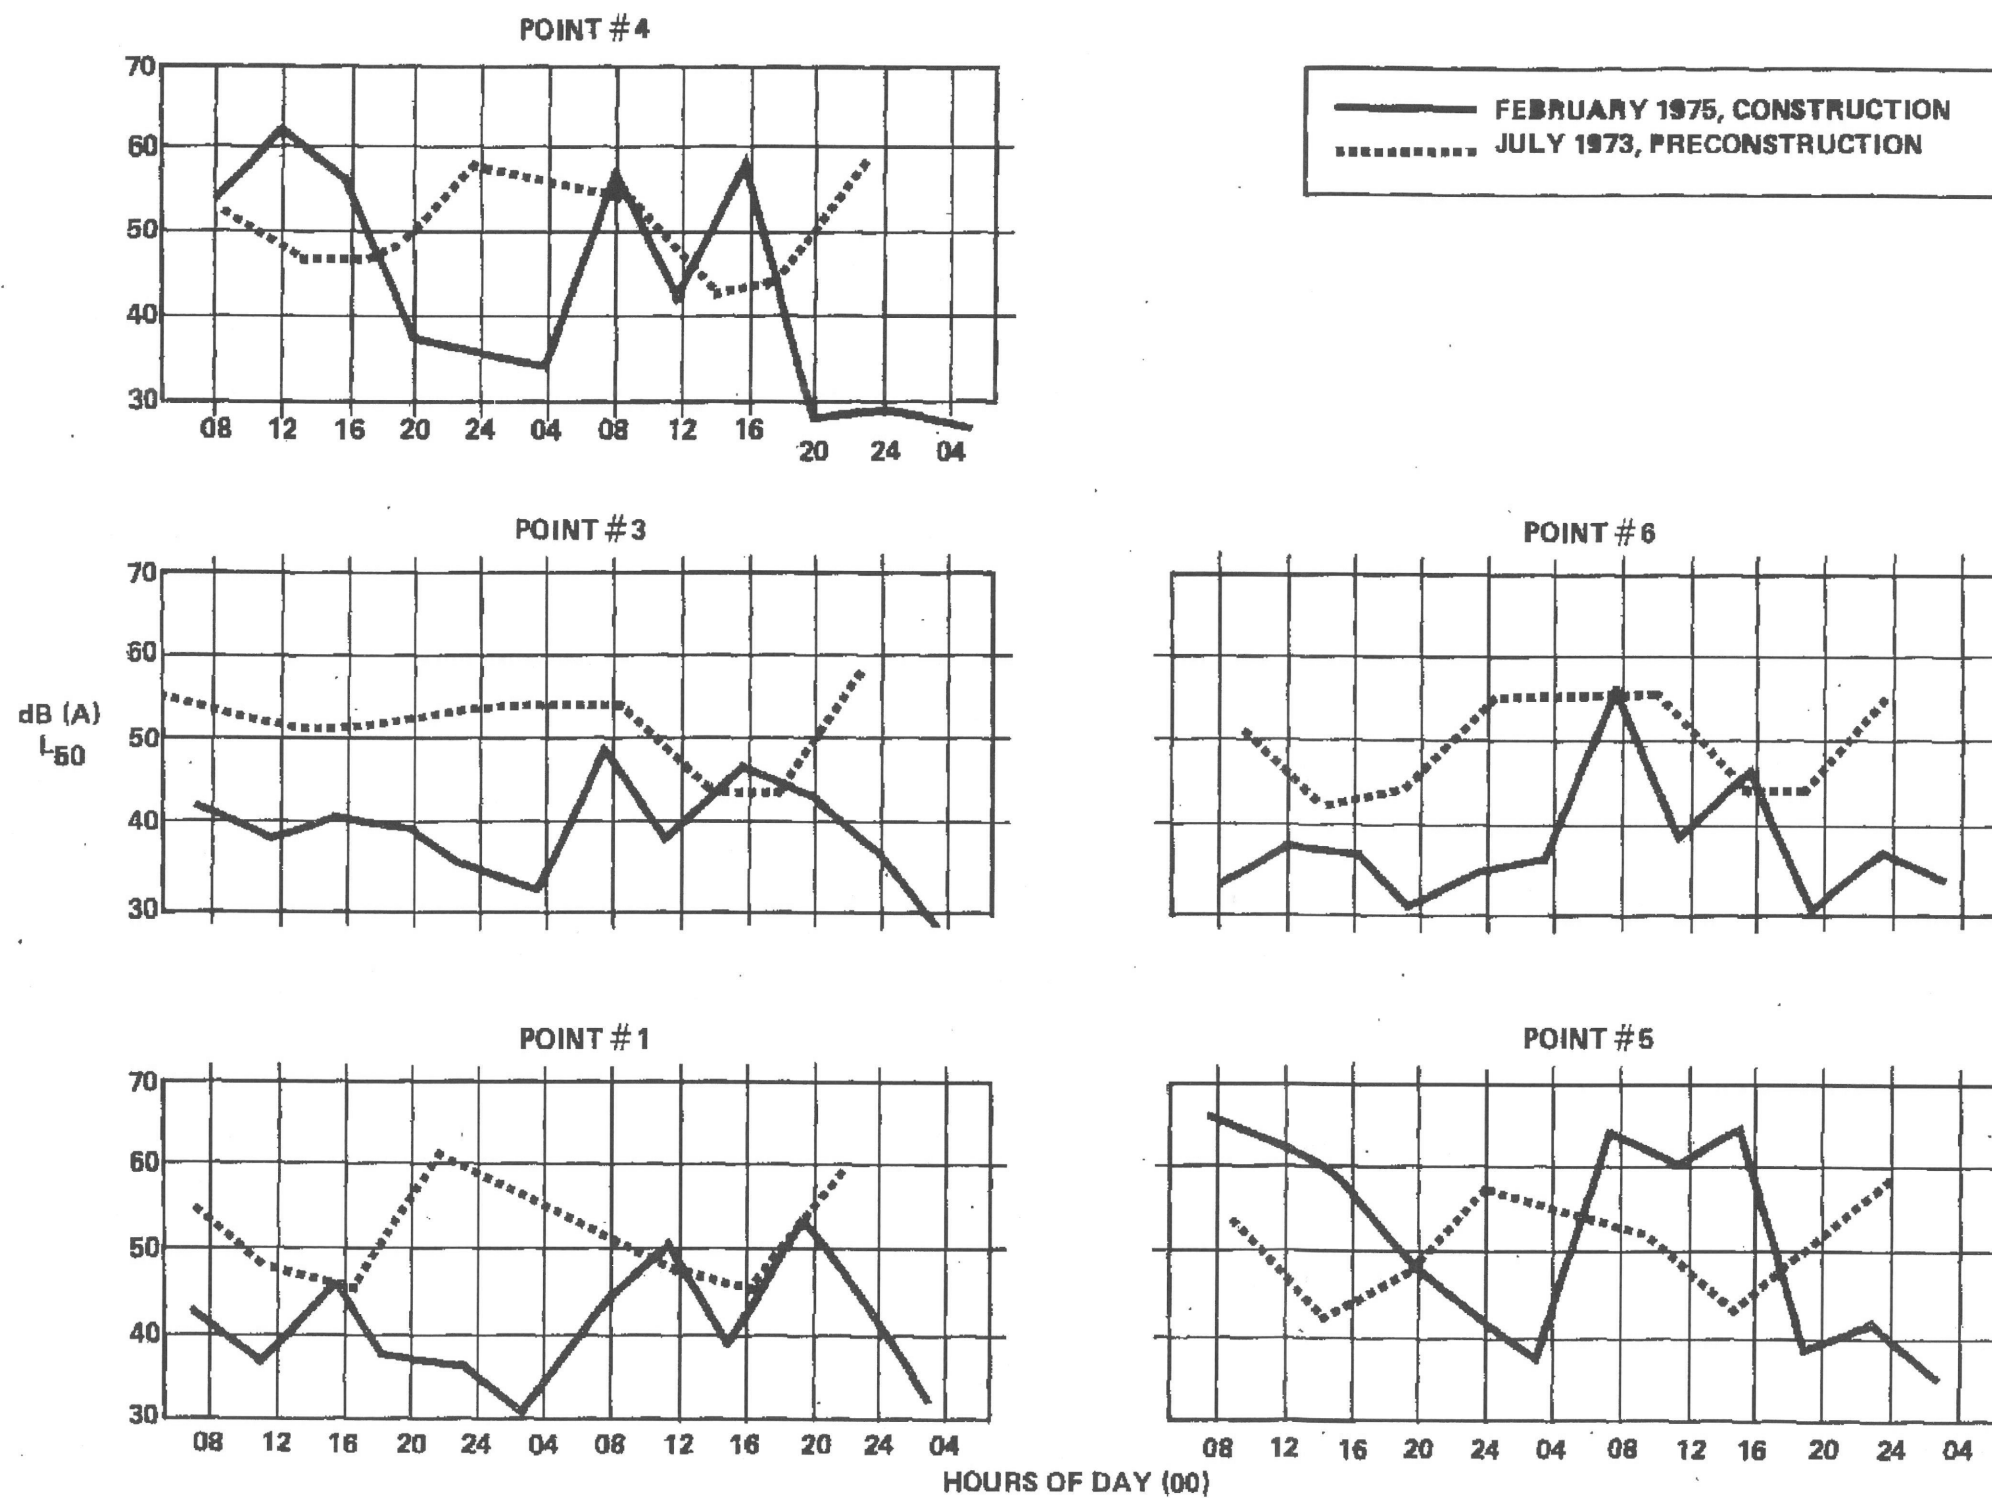 POINT #4
70
60
50
40
30
08 12 16 20 24 04 08 12 16
20 24 04
FEBRUARY 1975, CONSTRUCTION
JULY 1973, PRECONSTRUCTION
POINT #3
70
60
50
40
30
dB (A)
L50
POINT #6
POINT #1
70
60
50
40
30
08 12 16 20 24 04 08 12 16 20 24 04
POINT #5
08 12 16 20 24 04 08 12 16 20 24 04
HOURS OF DAY (00)